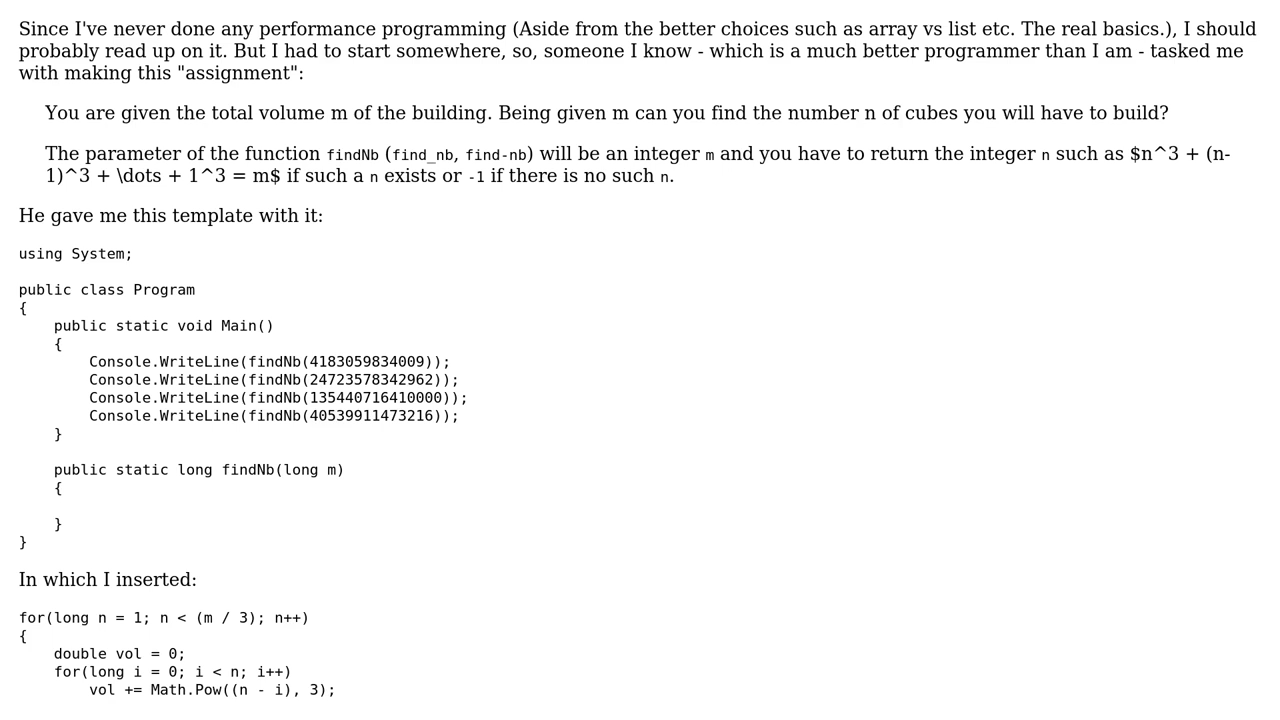 Since I've never done any performance programming (Aside from the better choices such as array vs list etc. The real basics.), I should
probably read up on it. But I had to start somewhere, so, someone I know - which is a much better programmer than I am - tasked me
with making this "assignment":
You are given the total volume m of the building. Being given m can you find the number n of cubes you will have to build?
The parameter of the function findNb (find_nb, find-nb) will be an integer m and you have to return the integer n such as $n^3 + (n-
1)^3 + \dots + 1^3 = m$ if such a n exists or -1 if there is no such n.
He gave me this template with it:
using System;
public class Program
{
    public static void Main()
    {
        Console.WriteLine(findNb(4183059834009));
        Console.WriteLine(findNb(24723578342962));
        Console.WriteLine(findNb(135440716410000));
        Console.WriteLine(findNb(40539911473216));
    }
    public static long findNb(long m)
    {
    }
}
In which I inserted:
for(long n = 1; n < (m / 3); n++)
{
    double vol = 0;
    for(long i = 0; i < n; i++)
        vol += Math.Pow((n - i), 3);